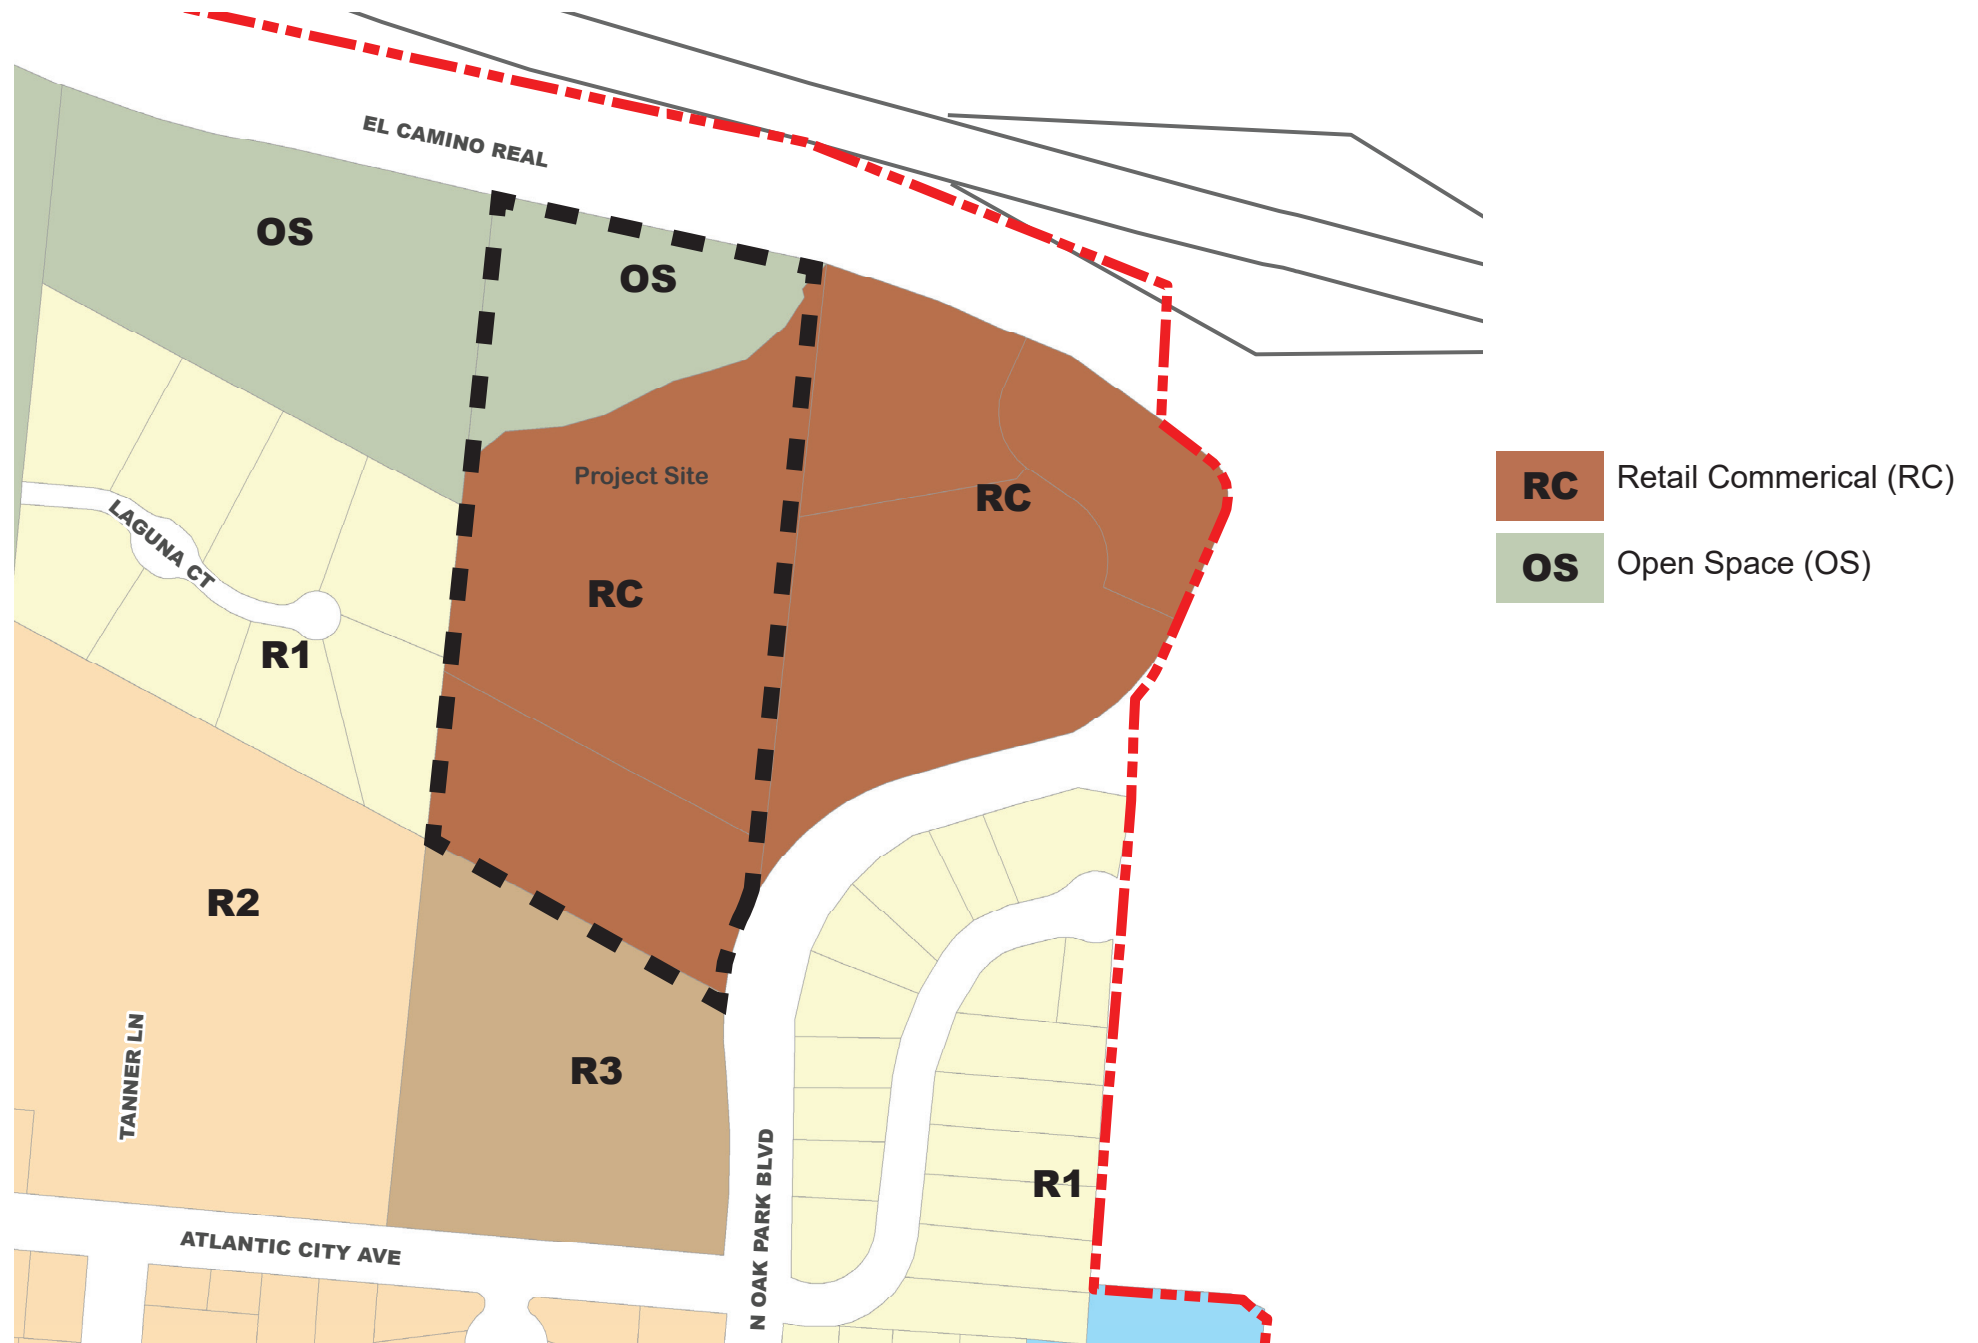 EL CAMINO REAL
OS
OS
Project Site
RC
RC
RC
Retail Commerical (RC)
OS
Open Space (OS)
LAGUNA CT
R1
RC
R2
R3
TANNER LN
N OAK PARK BLVD
R1
ATLANTIC CITY AVE